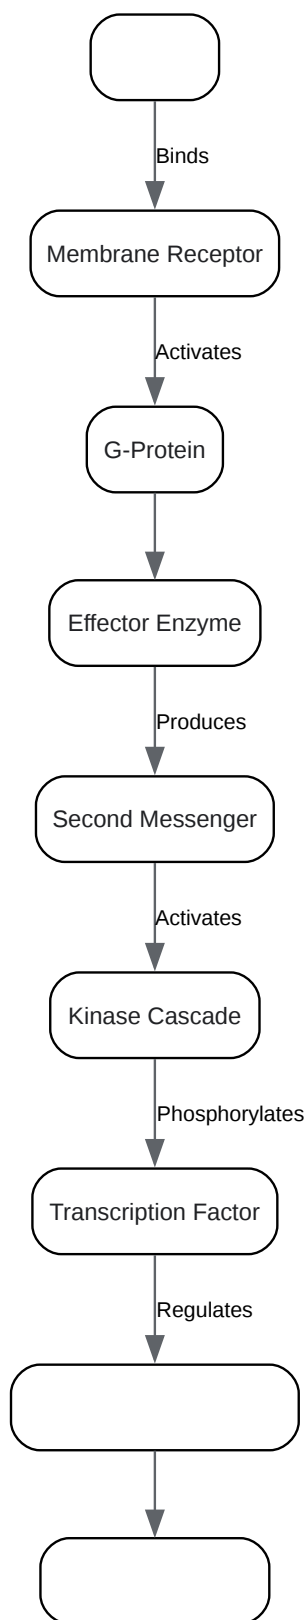 Binds
Membrane Receptor
Activates
G-Protein
Effector Enzyme
Produces
Second Messenger
Activates
Kinase Cascade
Phosphorylates
Transcription Factor
Regulates